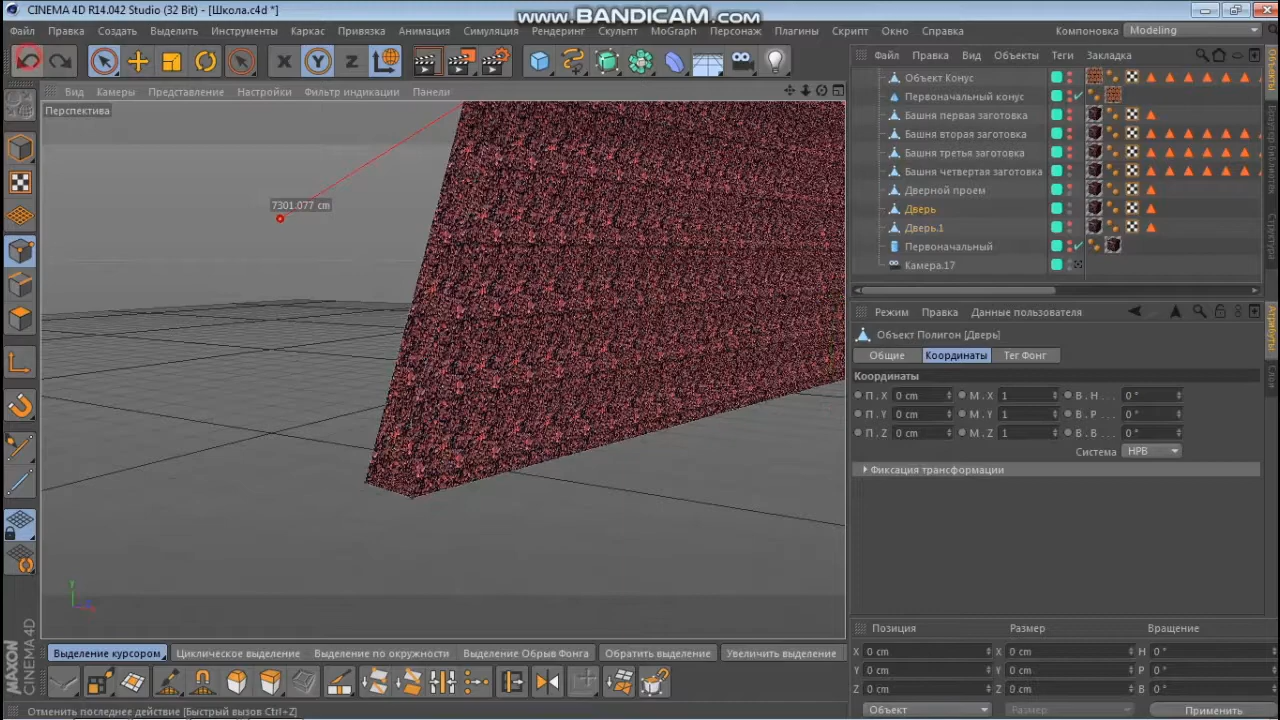 CINEMA 4D R14.042 Studio (32 Bit) - [Школа.c4d *]
www.BANDICAM.com
Файл Правка Создать Выделить Инструменты Каркас Привязка Анимация Симуляция Рендеринг Скульпт MoGraph Персонаж Плагины Скрипт Окно Справка Компоновка Modeling
X Y Z
Файл Правка Вид Объекты Теги Закладка
Вид Камеры Представление Настройки Фильтр индикации Панели
Перспектива
7301.077 cm
Объект Конус
Первоначальный конус
Башня первая заготовка
Башня вторая заготовка
Башня третья заготовка
Башня четвертая заготовка
Дверной проем
Дверь
Дверь.1
Первоначальный
Камера.17
Объекты
Структура
Режим Правка Данные пользователя
Атрибуты
Слои
Объект Полигон [Дверь]
Общие Координаты Тег Фонг
Координаты
П . X 0 cm М . X 1 В . H . . . 0 °
П . Y 0 cm М . Y 1 В . P . . . 0 °
П . Z 0 cm М . Z 1 В . B . . . 0 °
Система HPB
Фиксация трансформации
Y
Позиция Размер Вращение
X 0 cm X 0 cm H 0 °
Y 0 cm Y 0 cm P 0 °
Z 0 cm Z 0 cm B 0 °
Объект Размер Применить
Выделение курсором Циклическое выделение Выделение по окружности Выделение Обрыв Фонга Обратить выделение Увеличить выделение
MAXON CINEMA 4D
Отменить последнее действие [Быстрый вызов Ctrl+Z]